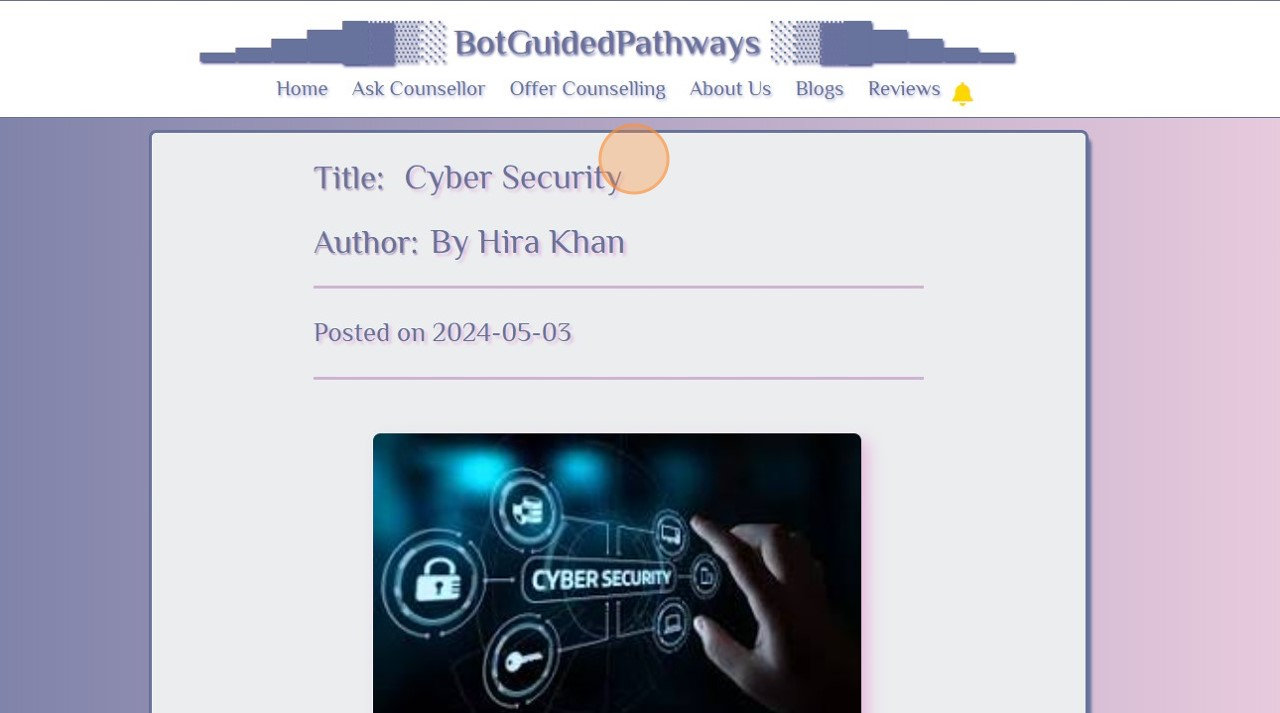 BotGuidedPathways
Home Ask Counsellor Offer Counselling About Us Blogs Reviews
Title: Cyber Security
Author: By Hira Khan
Posted on 2024-05-03
CYBER SECURITY